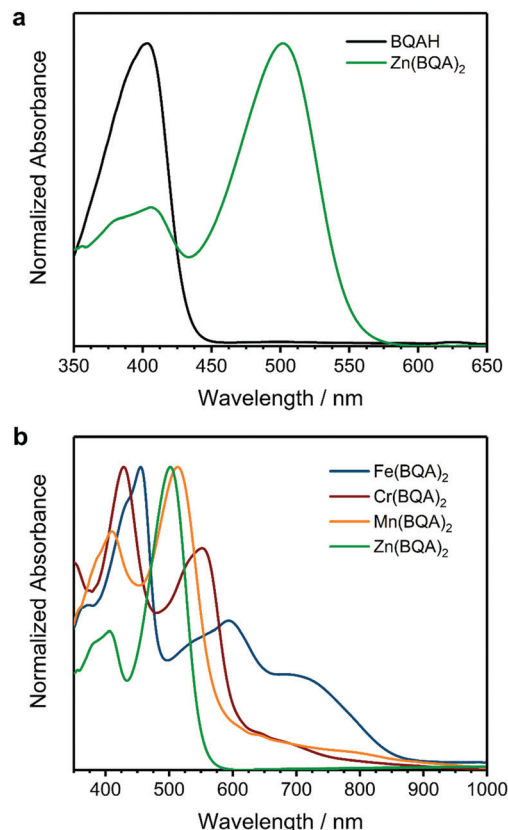 a
BQAH
Zn(BQA)₂
Normalized Absorbance
350 400 450 500 550 600 650
Wavelength / nm
b
Fe(BQA)₂
Cr(BQA)₂
Mn(BQA)₂
Zn(BQA)₂
Normalized Absorbance
400 500 600 700 800 900 1000
Wavelength / nm